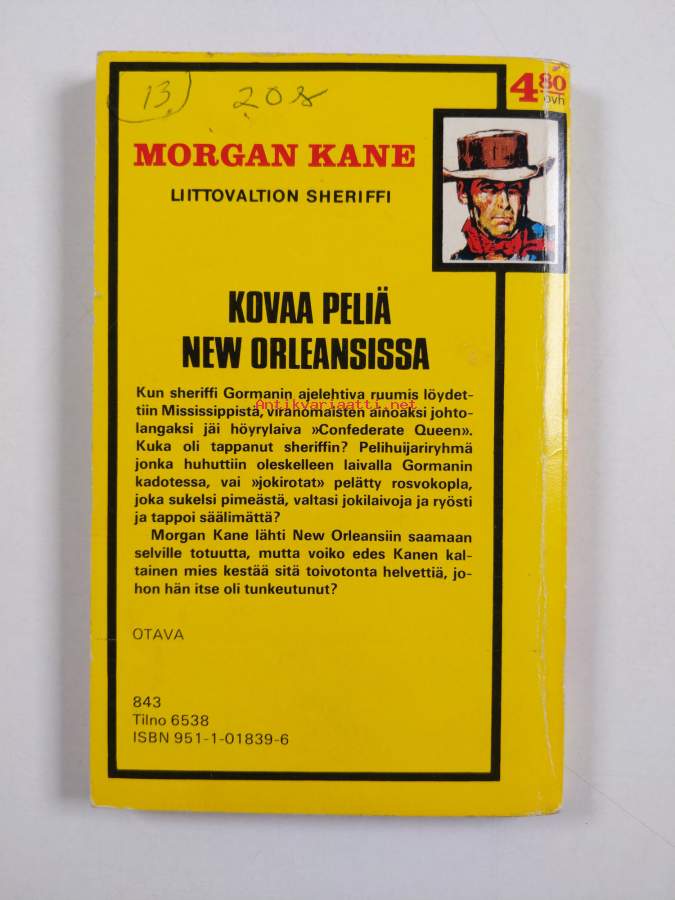 13
4 80
ovh
MORGAN KANE
LIITTOVALTION SHERIFFI
KOVAA PELIÄ
NEW ORLEANSISSA
Kun sheriffi Gormanin ajelehtiva ruumis löydet-
tiin Mississippistä, viranomaisten ainoaksi johto-
Antikvariaatti.net
langaksi jäi höyrylaiva »Confederate Queen».
Kuka oli tappanut sheriffin? Pelihuijariryhmä
jonka huhuttiin oleskelleen laivalla Gormanin
kadotessa, vai »jokirotat» pelätty rosvokopla,
joka sukelsi pimeästä, valtasi jokilaivoja ja ryösti
ja tappoi säälimättä?
Morgan Kane lähti New Orleansiin saamaan
selville totuutta, mutta voiko edes Kanen kal-
tainen mies kestää sitä toivotonta helvettiä, jo-
hon hän itse oli tunkeutunut?
OTAVA
843
Tilno 6538
ISBN 951-1-01839-6